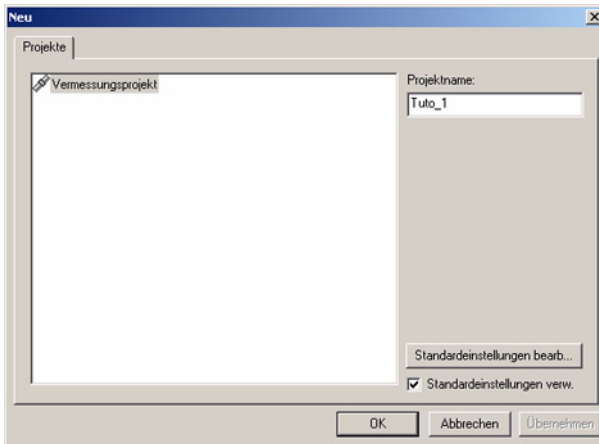 Neu
Projekte
Vermessungsprojekt
Projektname:
Tuto_1
Standardeinstellungen bearb...
Standardeinstellungen verw.
OK Abbrechen Übernehmen